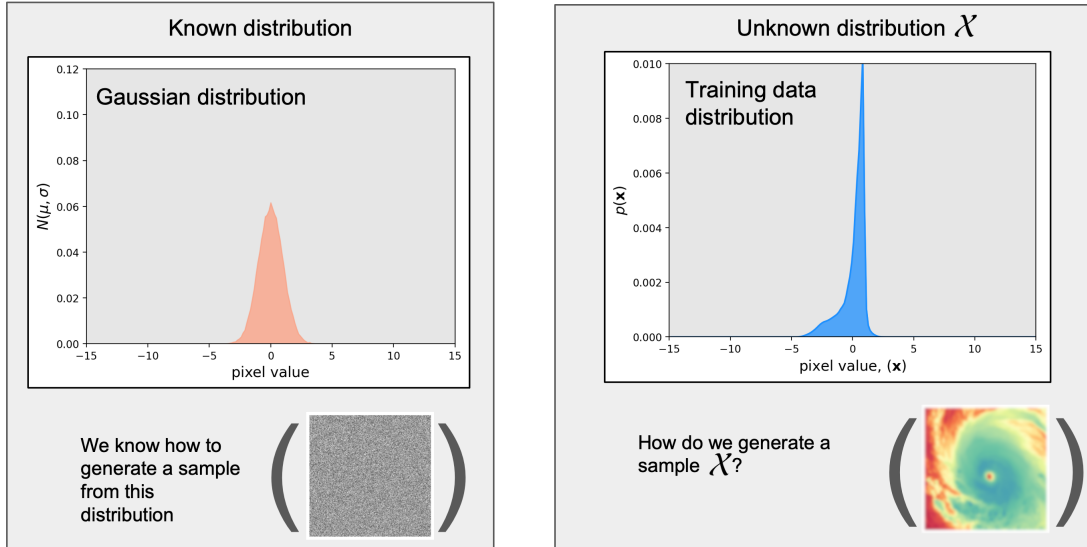 Known distribution
0.12
0.10
0.08
0.06
0.04
0.02
0.00
N(μ, σ)
Gaussian distribution
−15
−10
−5
0
5
10
15
pixel value
We know how to
generate a sample
from this
distribution
Unknown distribution 𝒳
0.010
0.008
0.006
0.004
0.002
0.000
p(x)
Training data
distribution
−15
−10
−5
0
5
10
15
pixel value, (x)
How do we generate a
sample 𝒳?